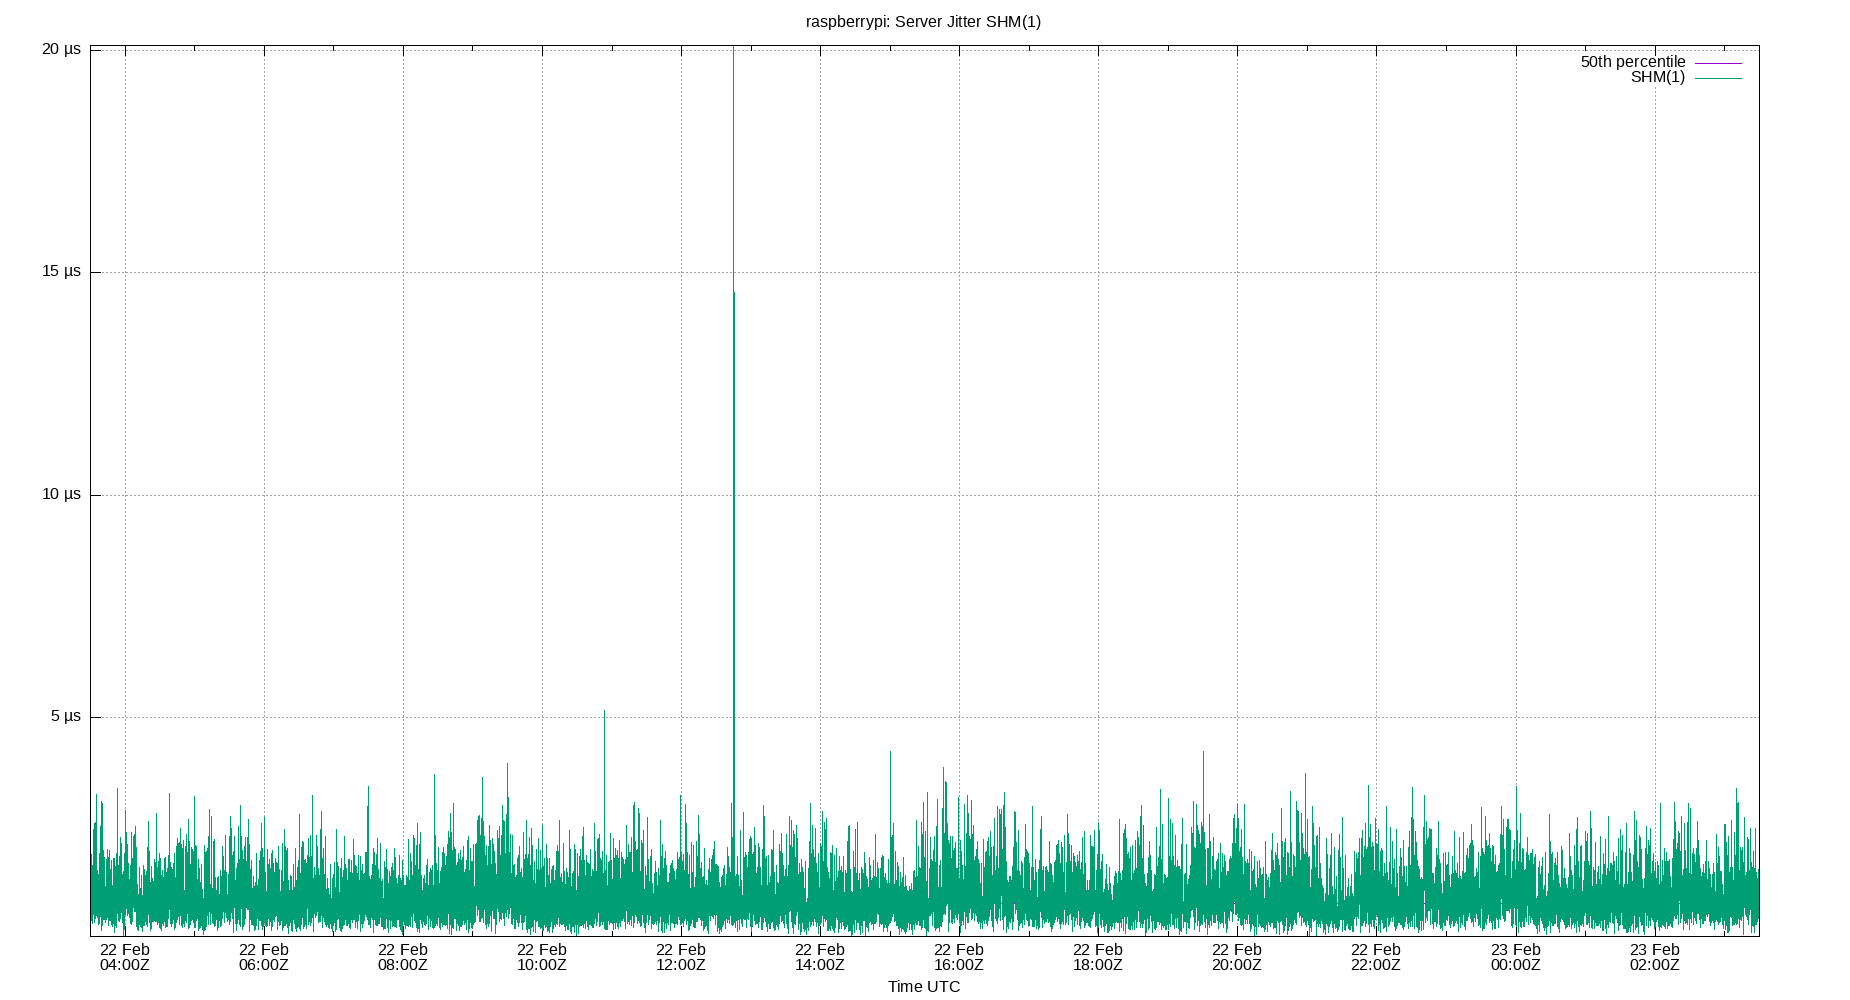 raspberrypi: Server Jitter SHM(1)
20 µs
15 µs
10 µs
5 µs
50th percentile
SHM(1)
22 Feb 22 Feb 22 Feb 22 Feb 22 Feb 22 Feb 22 Feb 22 Feb 22 Feb 22 Feb 23 Feb 23 Feb
04:00Z 06:00Z 08:00Z 10:00Z 12:00Z 14:00Z 16:00Z 18:00Z 20:00Z 22:00Z 00:00Z 02:00Z
Time UTC